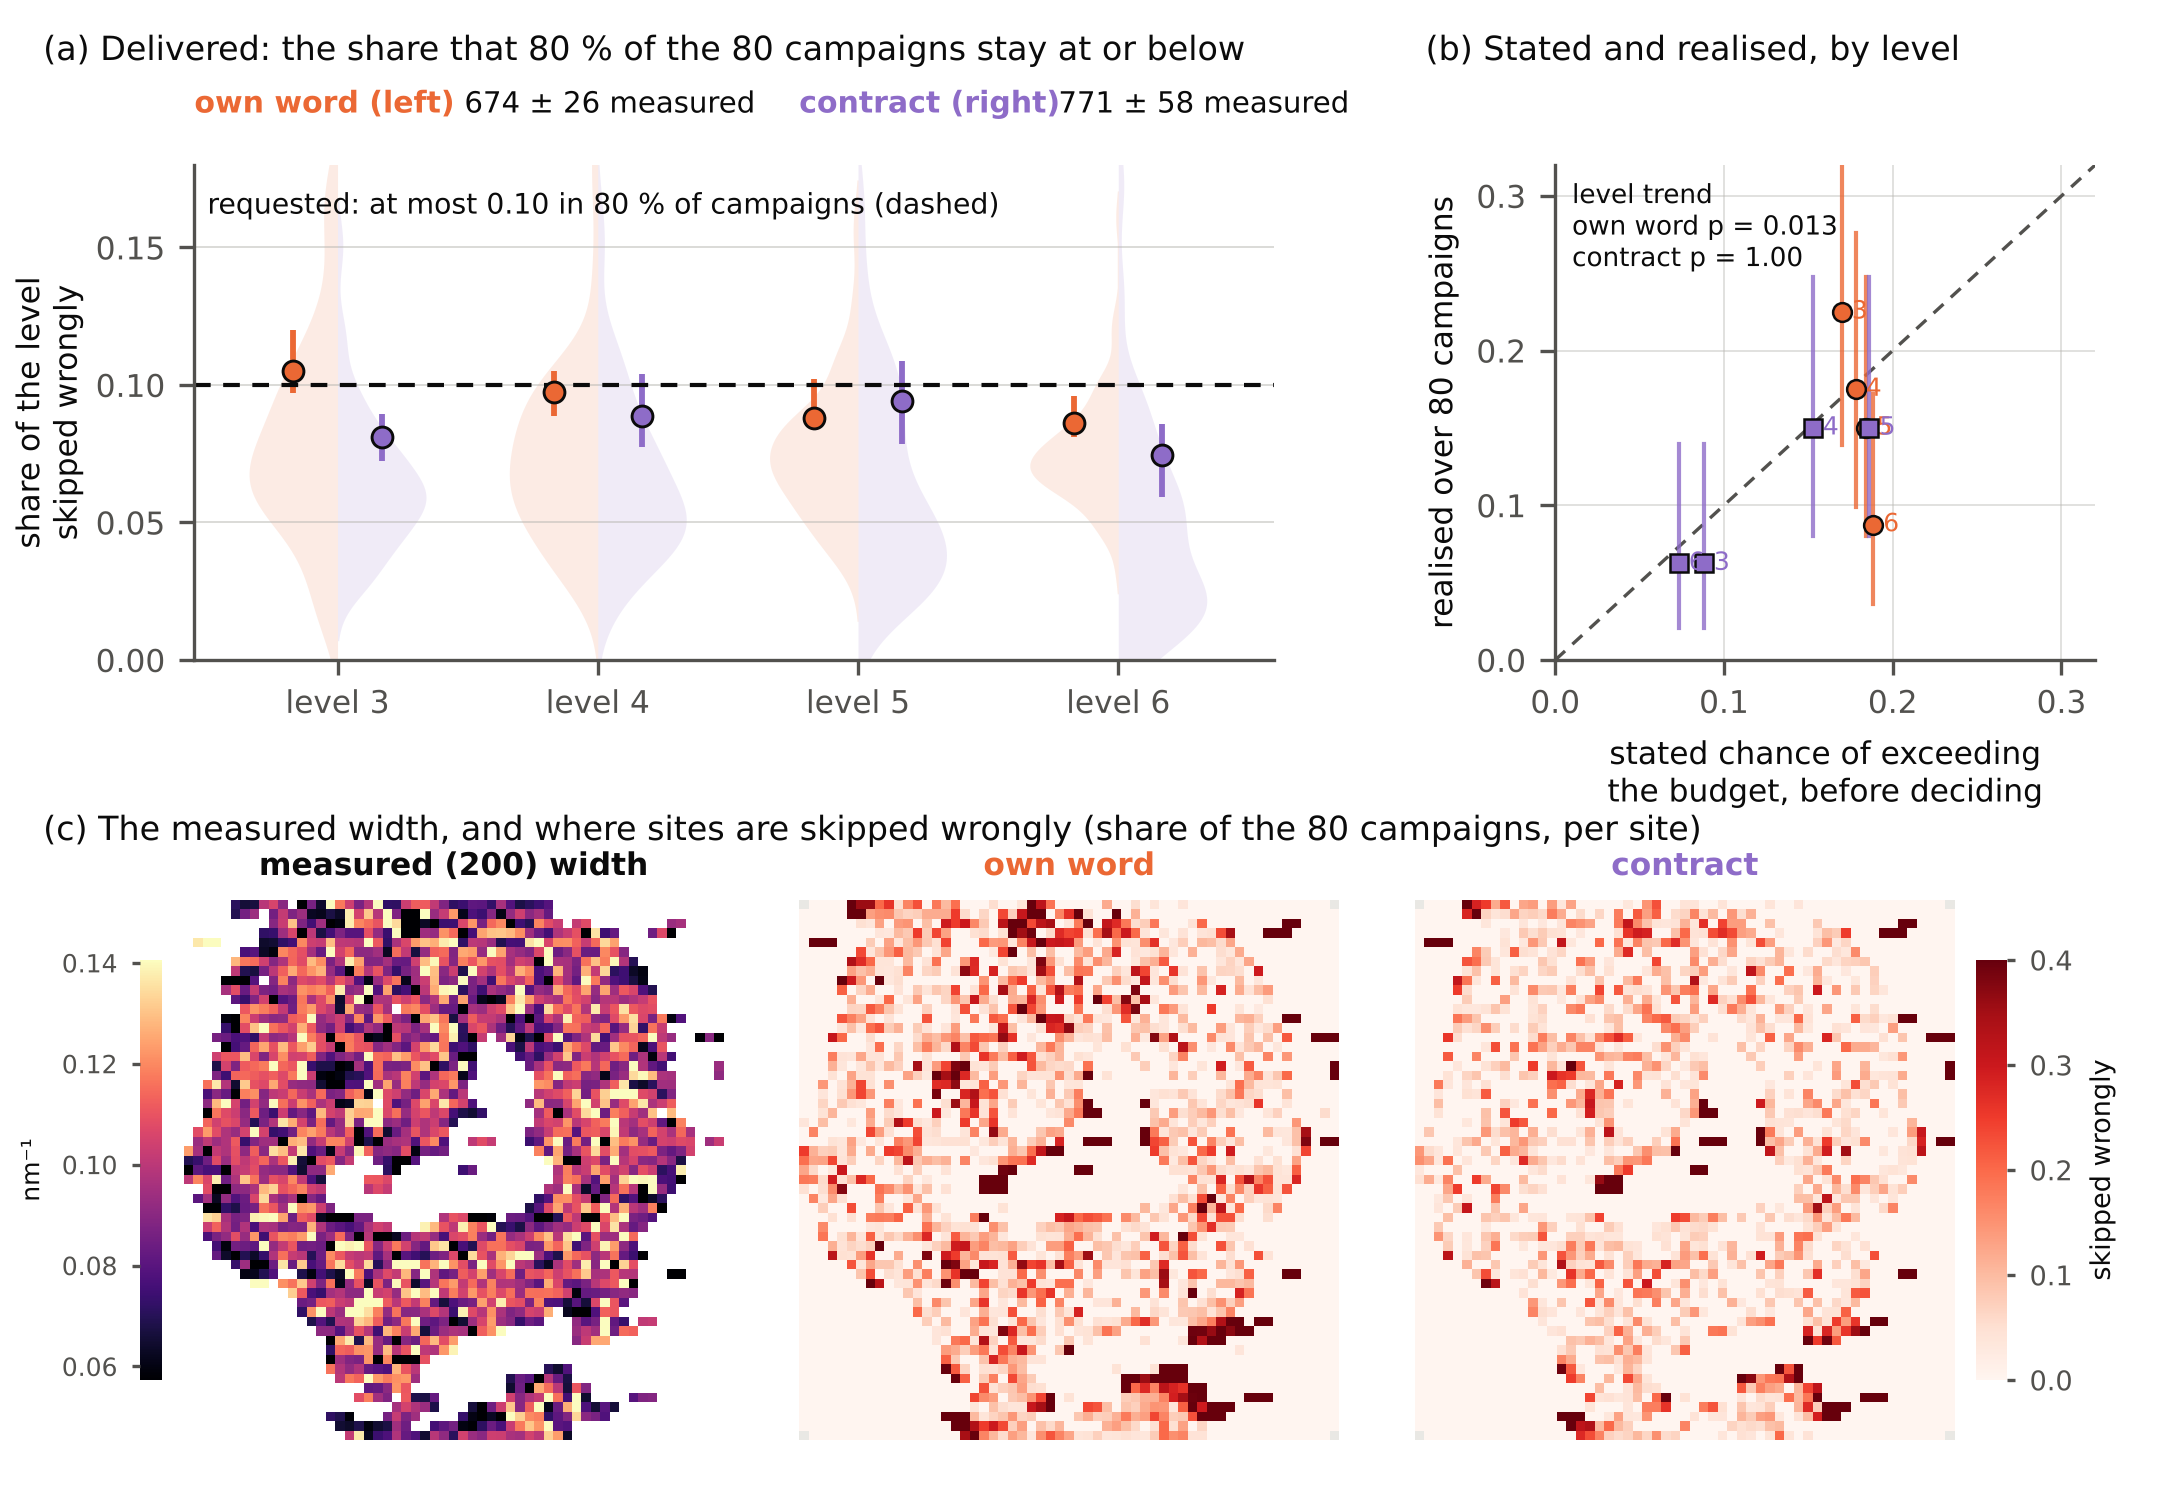 (a) Delivered: the share that 80 % of the 80 campaigns stay at or below
own word (left) 674 ± 26 measured contract (right) 771 ± 58 measured
requested: at most 0.10 in 80 % of campaigns (dashed)
share of the level
skipped wrongly
0.15
0.10
0.05
0.00
level 3 level 4 level 5 level 6
(b) Stated and realised, by level
level trend
own word p = 0.013
contract p = 1.00
realised over 80 campaigns
0.3
0.2
0.1
0.0
3
4
4
5
6
3
0.0 0.1 0.2 0.3
stated chance of exceeding
the budget, before deciding
(c) The measured width, and where sites are skipped wrongly (share of the 80 campaigns, per site)
measured (200) width
own word
contract
nm⁻¹
0.14
0.12
0.10
0.08
0.06
0.4
0.3
0.2
0.1
0.0
skipped wrongly